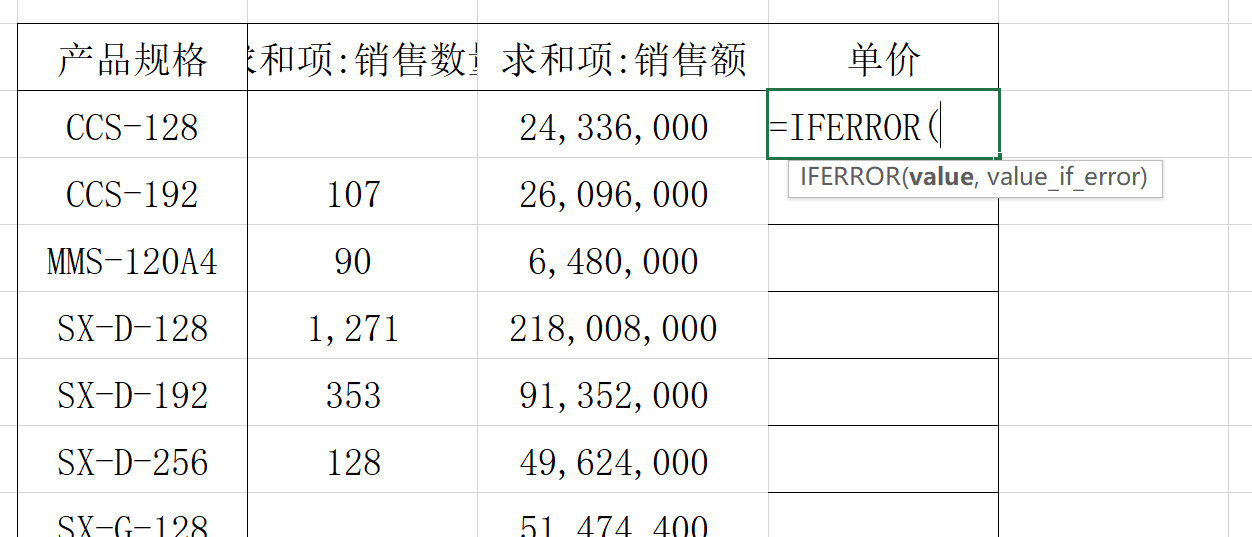 产品规格 求和项:销售数量 求和项:销售额 单价
CCS-128 24,336,000 =IFERROR(
IFERROR(value, value_if_error)
CCS-192 107 26,096,000
MMS-120A4 90 6,480,000
SX-D-128 1,271 218,008,000
SX-D-192 353 91,352,000
SX-D-256 128 49,624,000
SX-G-128 51,474,400